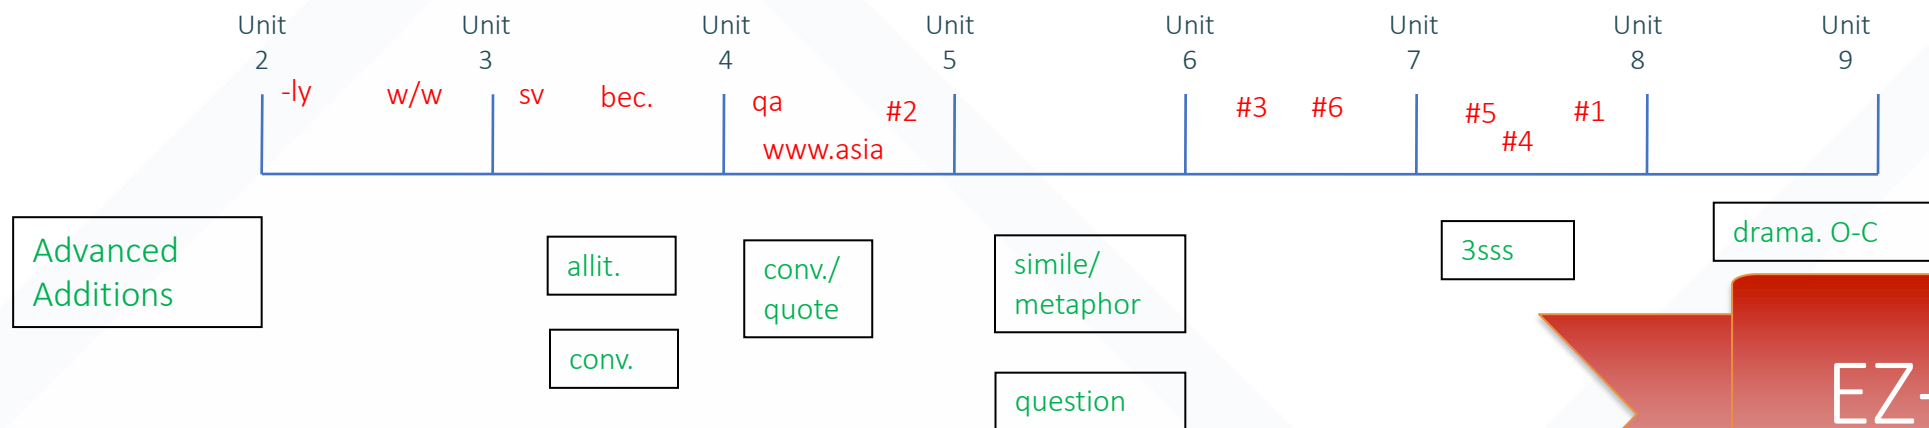 Unit 2
Unit 3
Unit 4
Unit 5
Unit 6
Unit 7
Unit 8
Unit 9
-ly
w/w
sv
bec.
qa
#2
www.asia
#3
#6
#5
#4
#1
Advanced
Additions
allit.
conv.
conv./
quote
simile/
metaphor
question
3sss
drama. O-C
EZ+